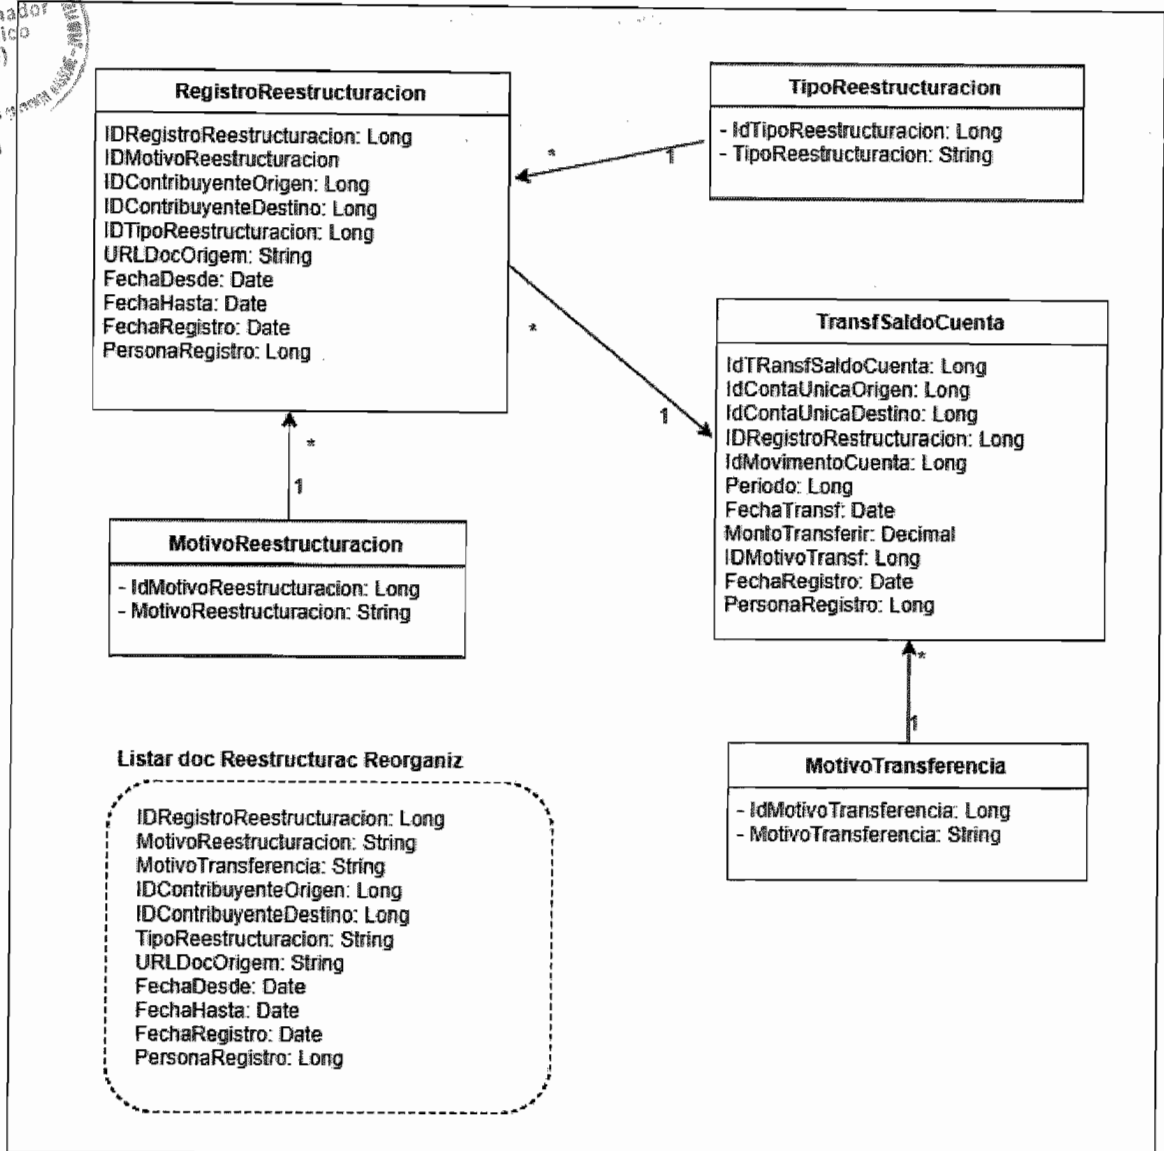 RegistroReestructuracion
IDRegistroReestructuracion: Long
IDMotivoReestructuracion
IDContribuyenteOrigen: Long
IDContribuyenteDestino: Long
IDTipoReestructuracion: Long
URLDocOrigem: String
FechaDesde: Date
FechaHasta: Date
FechaRegistro: Date
PersonaRegistro: Long
TipoReestructuracion
- IdTipoReestructuracion: Long
- TipoReestructuracion: String
*
1
*
1
TransfSaldoCuenta
IdTRansfSaldoCuenta: Long
IdContaUnicaOrigen: Long
IdContaUnicaDestino: Long
IDRegistroRestructuracion: Long
IdMovimentoCuenta: Long
Periodo: Long
FechaTransf: Date
MontoTransferir: Decimal
IDMotivoTransf: Long
FechaRegistro: Date
PersonaRegistro: Long
*
1
MotivoReestructuracion
- IdMotivoReestructuracion: Long
- MotivoReestructuracion: String
*
1
MotivoTransferencia
- IdMotivoTransferencia: Long
- MotivoTransferencia: String
Listar doc Reestructurac Reorganiz
IDRegistroReestructuracion: Long
MotivoReestructuracion: String
MotivoTransferencia: String
IDContribuyenteOrigen: Long
IDContribuyenteDestino: Long
TipoReestructuracion: String
URLDocOrigem: String
FechaDesde: Date
FechaHasta: Date
FechaRegistro: Date
PersonaRegistro: Long